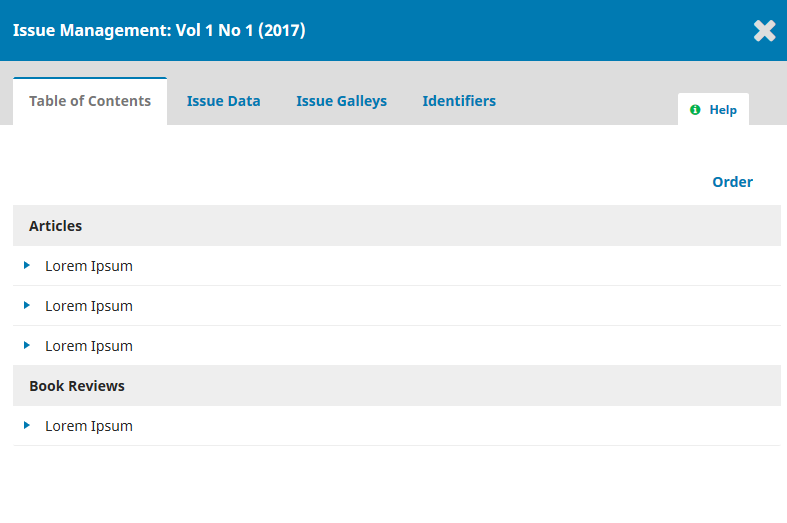 Issue Management: Vol 1 No 1 (2017)
Table of Contents Issue Data Issue Galleys Identifiers Help
Order
Articles
Lorem Ipsum
Lorem Ipsum
Lorem Ipsum
Book Reviews
Lorem Ipsum